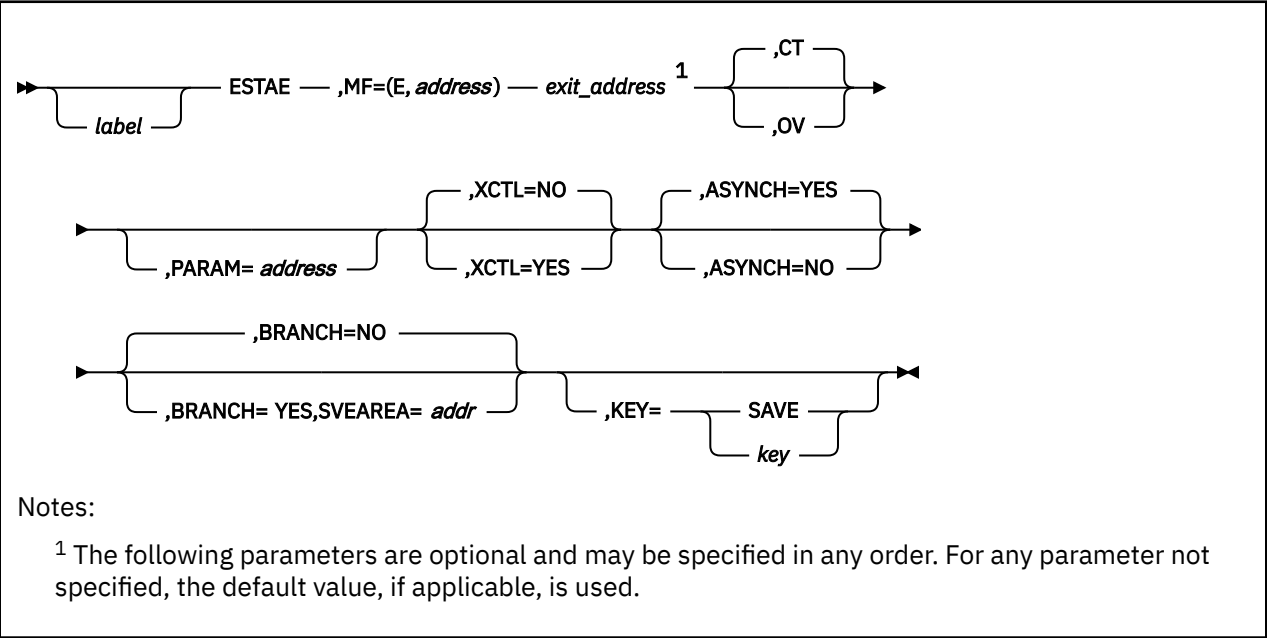 ,CT
ESTAE ,MF=(E, address) exit_address 1
label ,OV
,XCTL=NO ,ASYNCH=YES
,PARAM= address ,XCTL=YES ,ASYNCH=NO
,BRANCH=NO
,BRANCH= YES,SVEAREA= addr ,KEY= SAVE
key
Notes:
1 The following parameters are optional and may be specified in any order. For any parameter not
specified, the default value, if applicable, is used.